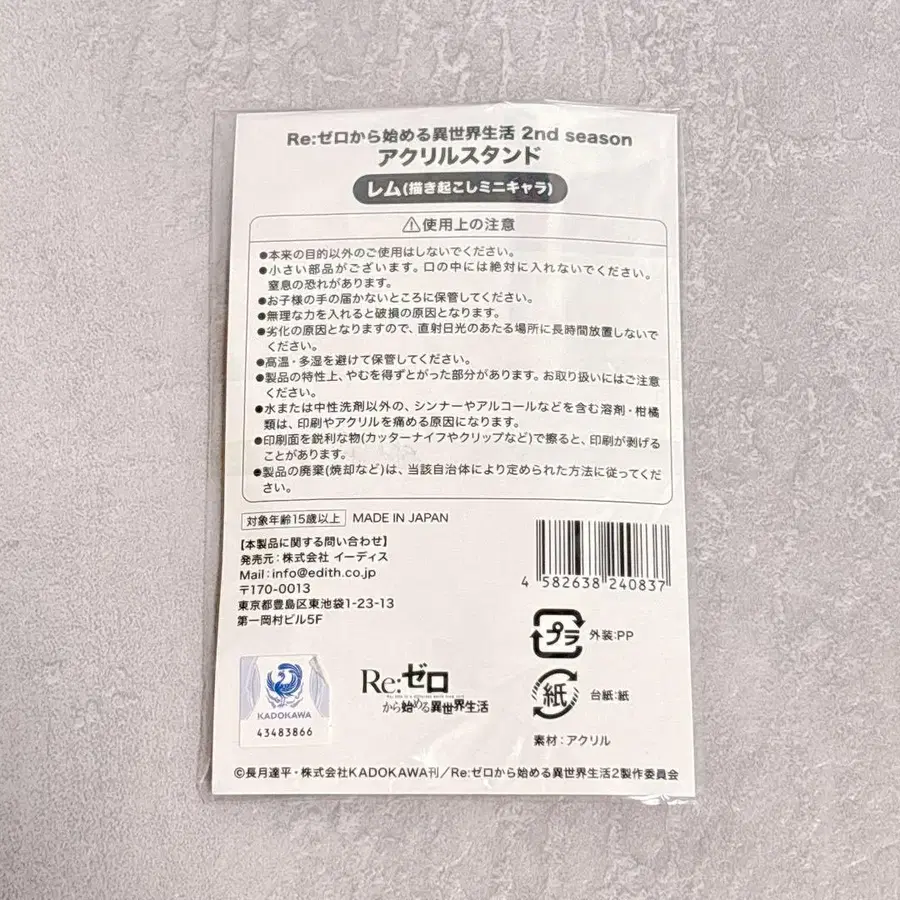 Re:ゼロから始める異世界生活 2nd season
アクリルスタンド
レム(描き起こしミニキャラ)
⚠使用上の注意
●本来の目的以外のご使用はしないでください。
●小さい部品がございます。口の中には絶対に入れないでください。
窒息の恐れがあります。
●お子様の手の届かないところに保管してください。
●無理な力を入れると破損の原因となります。
●劣化の原因となりますので、直射日光のあたる場所に長時間放置しないで
ください。
●高温・多湿を避けて保管してください。
●製品の特性上、やむを得ずとがった部分があります。お取り扱いにはご注意
ください。
●水または中性洗剤以外の、シンナーやアルコールなどを含む溶剤・柑橘
類は、印刷やアクリルを痛める原因になります。
●印刷面を鋭利な物(カッターナイフやクリップなど)で擦ると、印刷が剥げる
ことがあります。
●製品の廃棄(焼却など)は、当該自治体により定められた方法に従ってくだ
さい。
対象年齢15歳以上 MADE IN JAPAN
【本製品に関する問い合わせ】
発売元:株式会社 イーディス
Mail:info@edith.co.jp
〒170-0013
東京都豊島区東池袋1-23-13
第一岡村ビル5F
4 582638 240837
プラ 外装:PP
紙 台紙:紙
素材:アクリル
KADOKAWA
43483866
Re:ゼロ
から始める異世界生活
©長月達平・株式会社KADOKAWA刊/Re:ゼロから始める異世界生活2製作委員会